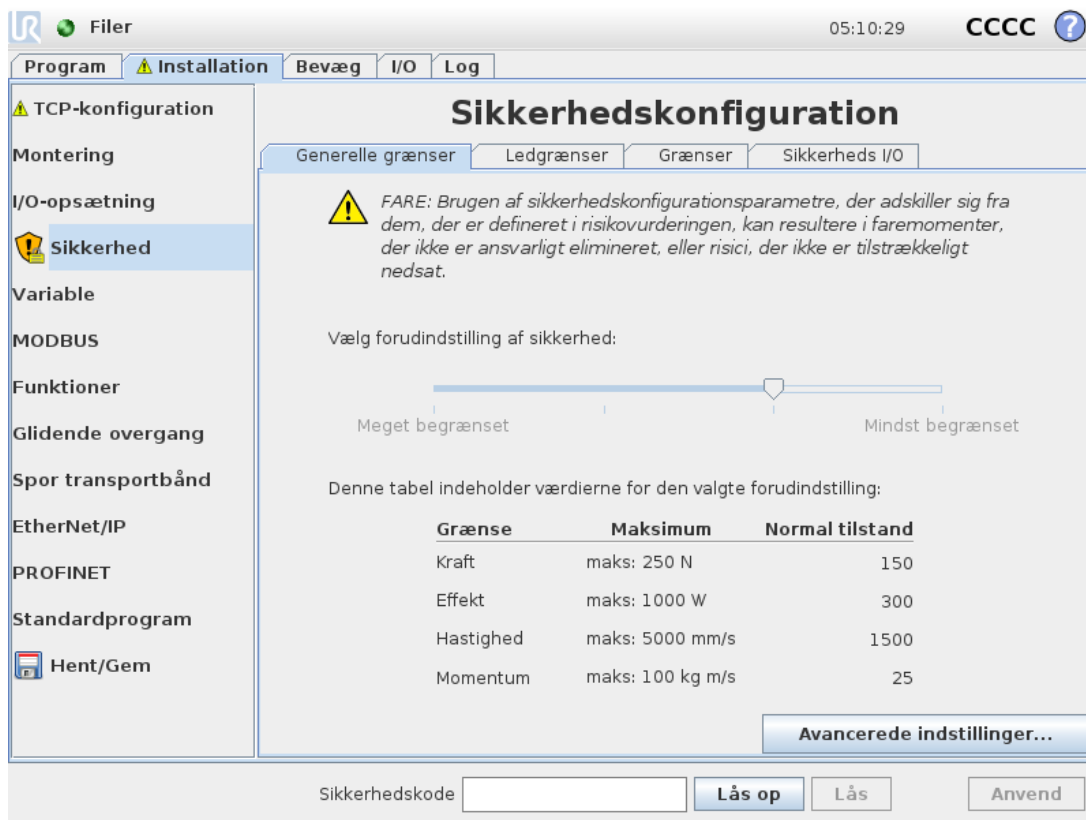 UR Filer 05:10:29 CCCC ?
Program Installation Bevæg I/O Log
TCP-konfiguration
Montering
I/O-opsætning
Sikkerhed
Variable
MODBUS
Funktioner
Glidende overgang
Spor transportbånd
EtherNet/IP
PROFINET
Standardprogram
Hent/Gem
Sikkerhedskonfiguration
Generelle grænser Ledgrænser Grænser Sikkerheds I/O
FARE: Brugen af sikkerhedskonfigurationsparametre, der adskiller sig fra
dem, der er defineret i risikovurderingen, kan resultere i faremomenter,
der ikke er ansvarligt elimineret, eller risici, der ikke er tilstrækkeligt
nedsat.
Vælg forudindstilling af sikkerhed:
Meget begrænset Mindst begrænset
Denne tabel indeholder værdierne for den valgte forudindstilling:
Grænse Maksimum Normal tilstand
Kraft maks: 250 N 150
Effekt maks: 1000 W 300
Hastighed maks: 5000 mm/s 1500
Momentum maks: 100 kg m/s 25
Avancerede indstillinger...
Sikkerhedskode Lås op Lås Anvend